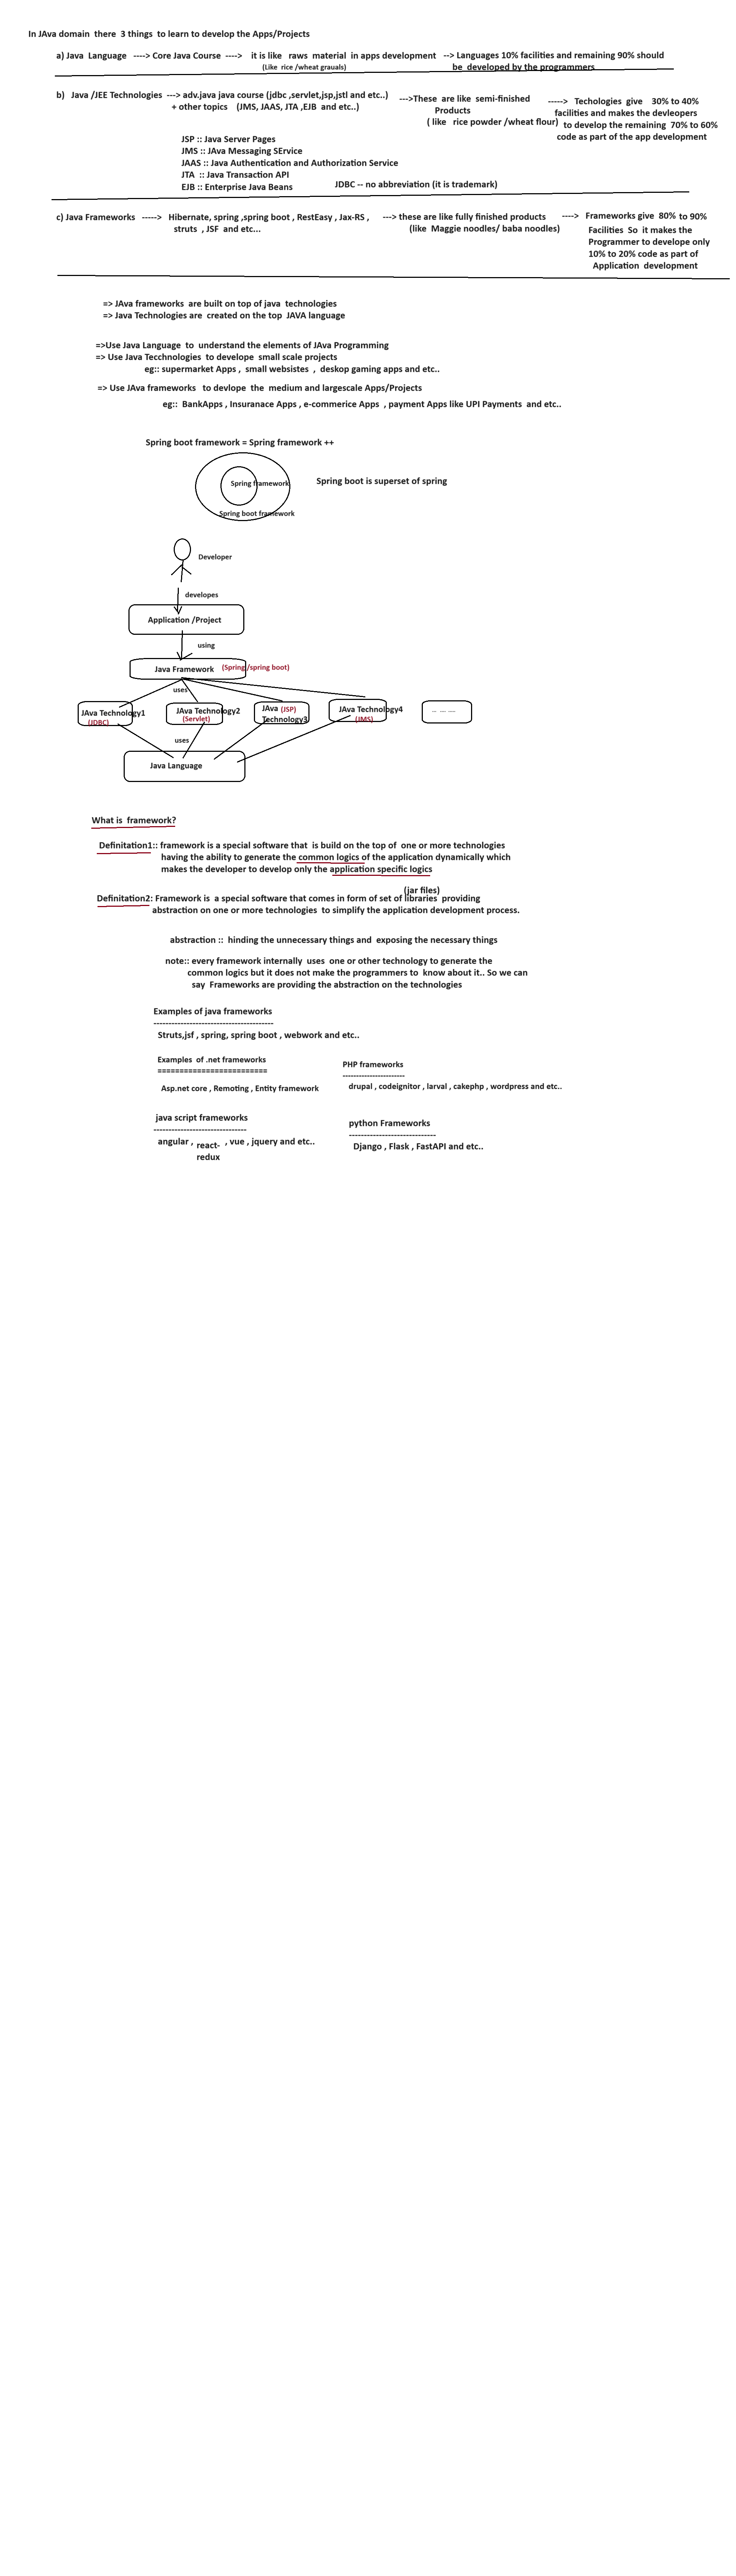 In JAva domain there 3 things to learn to develop the Apps/Projects
a) Java Language ----> Core Java Course ----> it is like raws material in apps development --> Languages 10% facilities and remaining 90% should
(Like rice /wheat grauals) be developed by the programmers
b) Java /JEE Technologies ---> adv.java java course (jdbc ,servlet,jsp,jstl and etc..) --->These are like semi-finished -----> Techologies give 30% to 40%
+ other topics (JMS, JAAS, JTA ,EJB and etc..) Products facilities and makes the devleopers
( like rice powder /wheat flour) to develop the remaining 70% to 60%
code as part of the app development
JSP :: Java Server Pages
JMS :: JAva Messaging SErvice
JAAS :: Java Authentication and Authorization Service
JTA :: Java Transaction API
EJB :: Enterprise Java Beans JDBC -- no abbreviation (it is trademark)
c) Java Frameworks -----> Hibernate, spring ,spring boot , RestEasy , Jax-RS , ---> these are like fully finished products ----> Frameworks give 80% to 90%
struts , JSF and etc... (like Maggie noodles/ baba noodles) Facilities So it makes the
Programmer to develope only
10% to 20% code as part of
Application development
=> JAva frameworks are built on top of java technologies
=> Java Technologies are created on the top JAVA language
=>Use Java Language to understand the elements of JAva Programming
=> Use Java Tecchnologies to develope small scale projects
eg:: supermarket Apps , small websistes , deskop gaming apps and etc..
=> Use JAva frameworks to devlope the medium and largescale Apps/Projects
eg:: BankApps , Insuranace Apps , e-commerice Apps , payment Apps like UPI Payments and etc..
Spring boot framework = Spring framework ++
Spring framework
Spring boot is superset of spring
Spring boot framework
Developer
developes
Application /Project
using
Java Framework (Spring/spring boot)
uses
JAva Technology1
(JDBC)
JAva Technology2
(Servlet)
JAva (JSP)
Technology3
JAva Technology4
(JMS)
... .... ....
uses
Java Language
What is framework?
Definitation1:: framework is a special software that is build on the top of one or more technologies
having the ability to generate the common logics of the application dynamically which
makes the developer to develop only the application specific logics
(jar files)
Definitation2: Framework is a special software that comes in form of set of libraries providing
abstraction on one or more technologies to simplify the application development process.
abstraction :: hinding the unnecessary things and exposing the necessary things
note:: every framework internally uses one or other technology to generate the
common logics but it does not make the programmers to know about it.. So we can
say Frameworks are providing the abstraction on the technologies
Examples of java frameworks
----------------------------------------
Struts,jsf , spring, spring boot , webwork and etc..
Examples of .net frameworks
=========================
Asp.net core , Remoting , Entity framework
PHP frameworks
-----------------------
drupal , codeignitor , larval , cakephp , wordpress and etc..
java script frameworks
-------------------------------
angular , react-redux , vue , jquery and etc..
python Frameworks
-----------------------------
Django , Flask , FastAPI and etc..